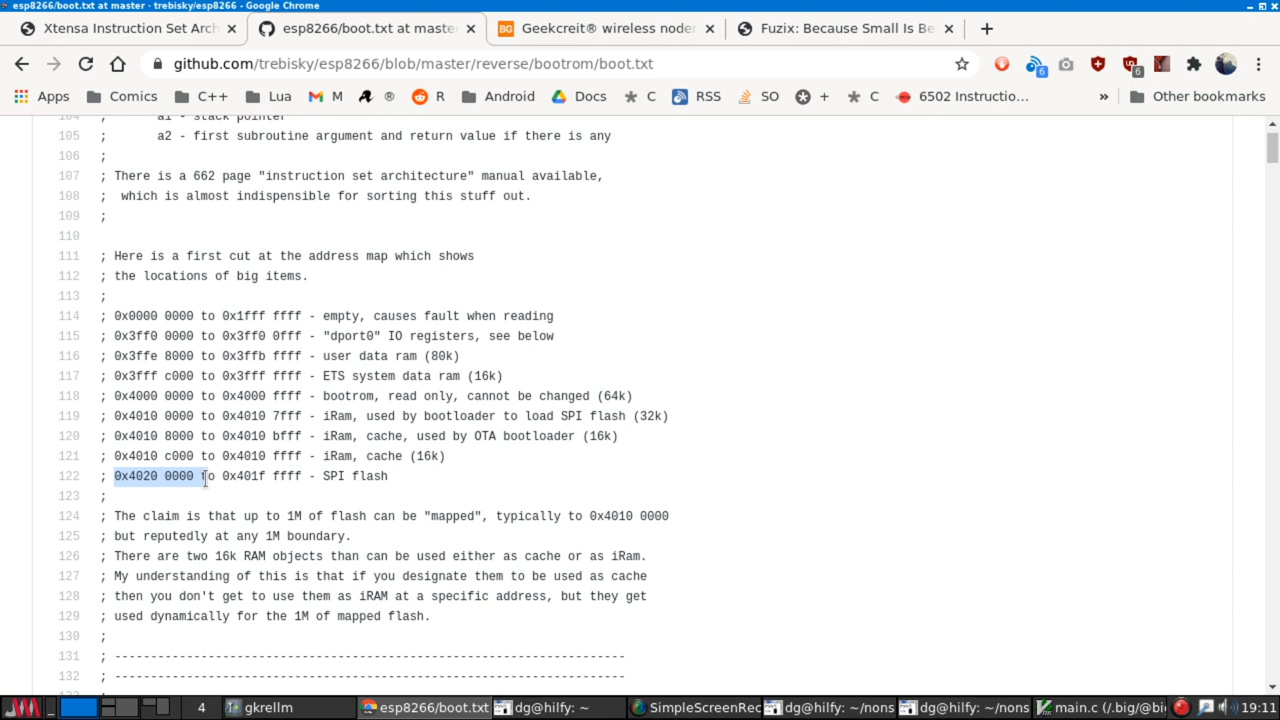 esp8266/boot.txt at master · trebisky/esp8266 - Google Chrome
Xtensa Instruction Set Arch
esp8266/boot.txt at master
BG Geekcreit® wireless noder
Fuzix: Because Small Is Be
github.com/trebisky/esp8266/blob/master/reverse/bootrom/boot.txt
6
6
Apps Comics C++ Lua M ® R Android Docs C RSS SO + C 6502 Instructio... » Other bookmarks
104 ; a1 - stack pointer
105 ; a2 - first subroutine argument and return value if there is any
106 ;
107 ; There is a 662 page "instruction set architecture" manual available,
108 ; which is almost indispensible for sorting this stuff out.
109 ;
110
111 ; Here is a first cut at the address map which shows
112 ; the locations of big items.
113 ;
114 ; 0x0000 0000 to 0x1fff ffff - empty, causes fault when reading
115 ; 0x3ff0 0000 to 0x3ff0 0fff - "dport0" IO registers, see below
116 ; 0x3ffe 8000 to 0x3ffb ffff - user data ram (80k)
117 ; 0x3fff c000 to 0x3fff ffff - ETS system data ram (16k)
118 ; 0x4000 0000 to 0x4000 ffff - bootrom, read only, cannot be changed (64k)
119 ; 0x4010 0000 to 0x4010 7fff - iRam, used by bootloader to load SPI flash (32k)
120 ; 0x4010 8000 to 0x4010 bfff - iRam, cache, used by OTA bootloader (16k)
121 ; 0x4010 c000 to 0x4010 ffff - iRam, cache (16k)
122 ; 0x4020 0000 to 0x401f ffff - SPI flash
123 ;
124 ; The claim is that up to 1M of flash can be "mapped", typically to 0x4010 0000
125 ; but reputedly at any 1M boundary.
126 ; There are two 16k RAM objects than can be used either as cache or as iRam.
127 ; My understanding of this is that if you designate them to be used as cache
128 ; then you don't get to use them as iRAM at a specific address, but they get
129 ; used dynamically for the 1M of mapped flash.
130 ;
131 ; -----------------------------------------------------------------------
132 ; -----------------------------------------------------------------------
4 gkrellm esp8266/boot.txt dg@hilfy: ~ SimpleScreenRec dg@hilfy: ~/nons dg@hilfy: ~/nons main.c (/.big/@bi 19:11